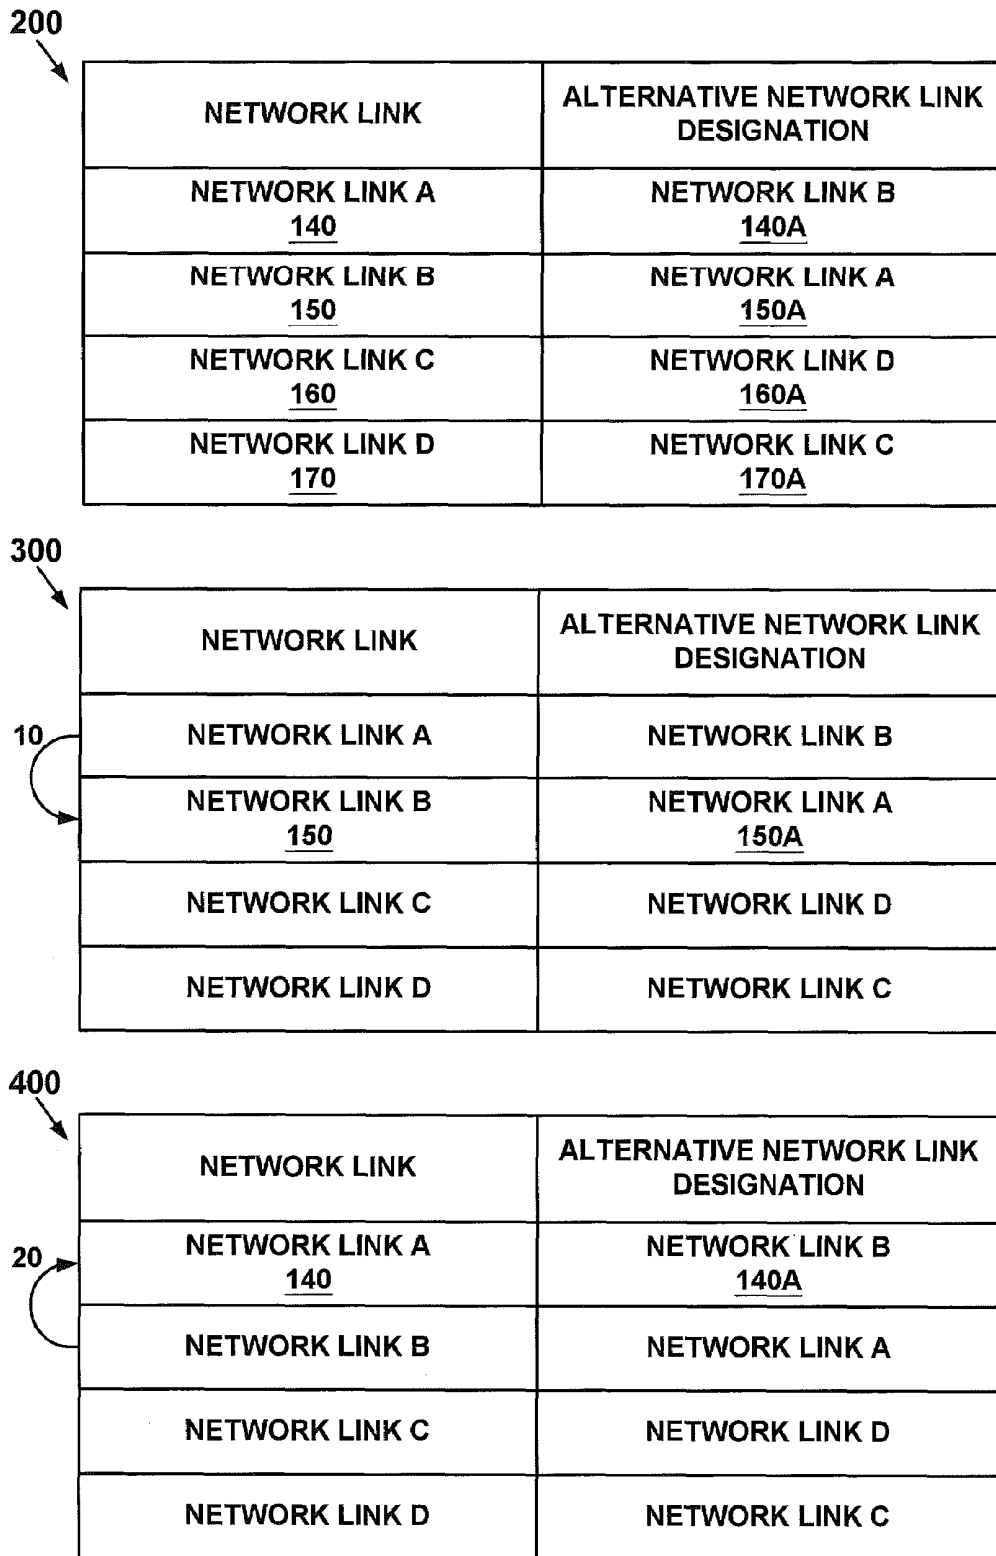 200
NETWORK LINK
ALTERNATIVE NETWORK LINK
DESIGNATION
NETWORK LINK A
140
NETWORK LINK B
140A
NETWORK LINK B
150
NETWORK LINK A
150A
NETWORK LINK C
160
NETWORK LINK D
160A
NETWORK LINK D
170
NETWORK LINK C
170A
300
NETWORK LINK
ALTERNATIVE NETWORK LINK
DESIGNATION
10
NETWORK LINK A
NETWORK LINK B
NETWORK LINK B
150
NETWORK LINK A
150A
NETWORK LINK C
NETWORK LINK D
NETWORK LINK D
NETWORK LINK C
400
NETWORK LINK
ALTERNATIVE NETWORK LINK
DESIGNATION
20
NETWORK LINK A
140
NETWORK LINK B
140A
NETWORK LINK B
NETWORK LINK A
NETWORK LINK C
NETWORK LINK D
NETWORK LINK D
NETWORK LINK C